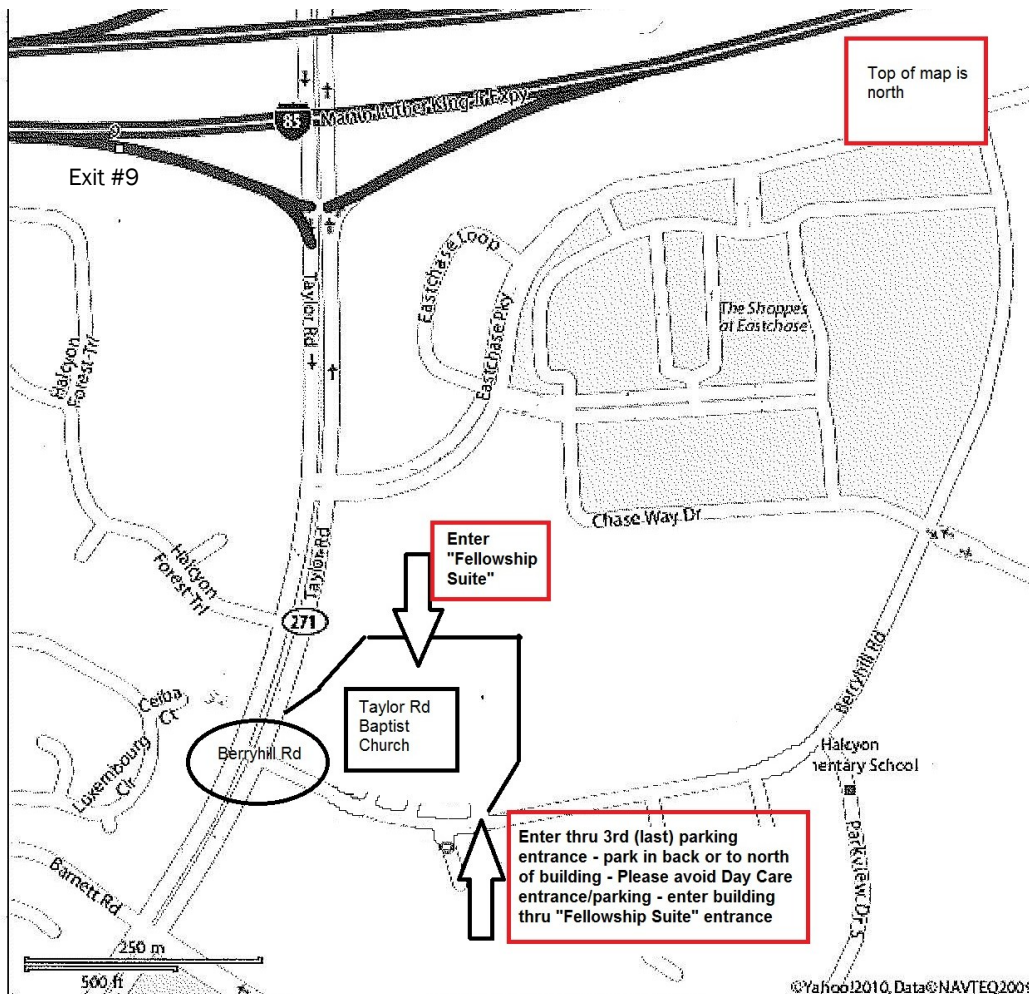 Top of map is
north
85
Martin Luther King Jr Expy
9
Exit #9
Taylor Rd
Eastchase Loop
Eastchase Pky
The Shoppes
at Eastchase
Halcyon
Forest Trl
Chase Way Dr
Enter
"Fellowship
Suite"
Halcyon
Forest Trl
Taylor Rd
271
Berryhill Rd
Ceiba
Ct
Taylor Rd
Baptist
Church
Berryhill Rd
Luxembourg
Cir
Halcyon
mentary School
Enter thru 3rd (last) parking
entrance - park in back or to north
of building - Please avoid Day Care
entrance/parking - enter building
thru "Fellowship Suite" entrance
Parkview Dr S
Barnett Rd
250 m
500 ft
©Yahoo!2010, Data©NAVTEQ2009